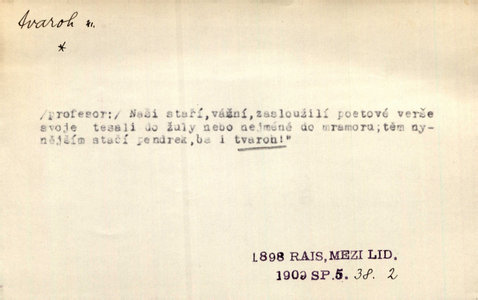 tvaroh m.
*
/profesor:/ Naši staří,vážní,zasloužilí poetové verše
svoje tesali do žuly nebo nejméně do mramoru;těm ny-
nějším stačí pendrek,ba i tvaroh!"
1898 RAIS, MEZI LID.
1909 SP. 5. 38. 2